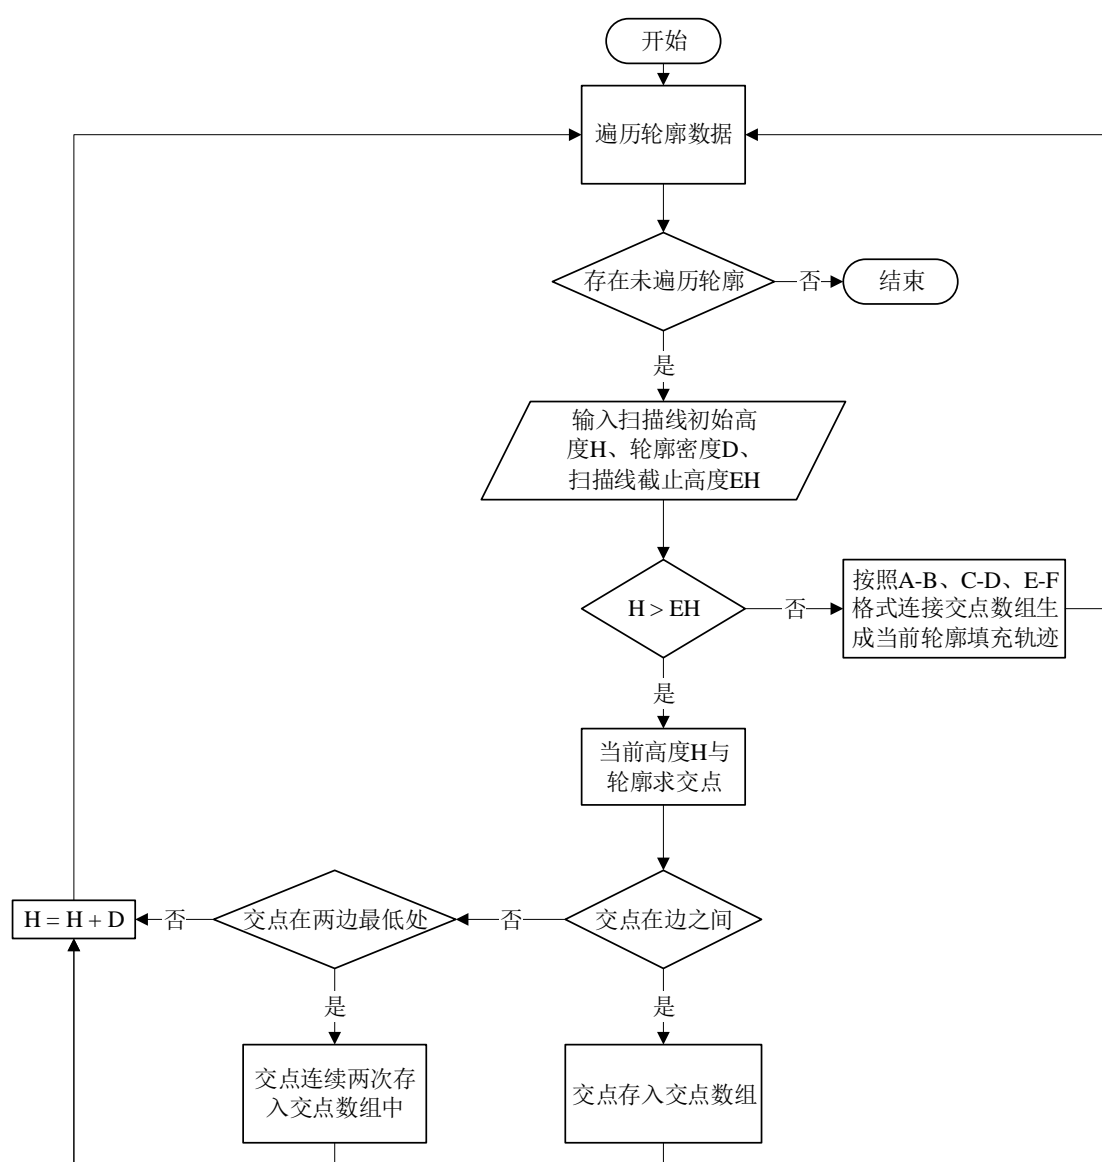 开始
遍历轮廓数据
存在未遍历轮廓
否
结束
是
输入扫描线初始高
度H、轮廓密度D、
扫描线截止高度EH
H > EH
否
按照A-B、C-D、E-F
格式连接交点数组生
成当前轮廓填充轨迹
是
当前高度H与
轮廓求交点
H = H + D
否
交点在两边最低处
否
交点在边之间
是
是
交点连续两次存
入交点数组中
交点存入交点数组